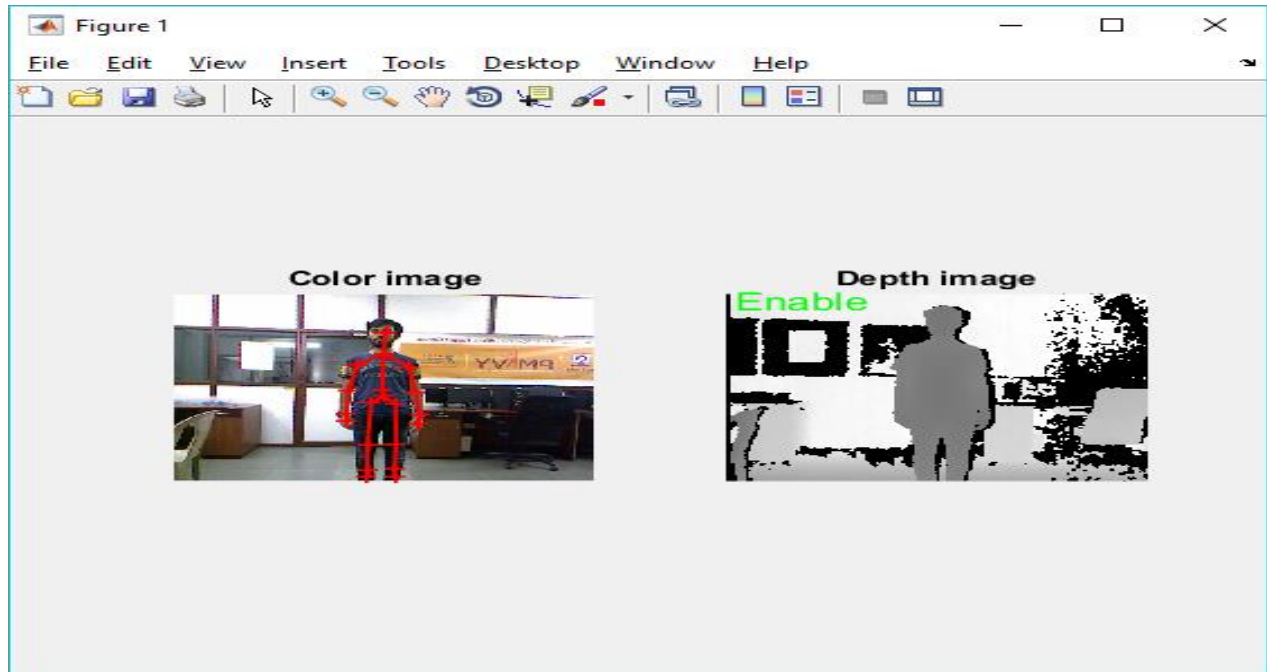 Figure 1
File Edit View Insert Tools Desktop Window Help
Color image
Depth image
Enable